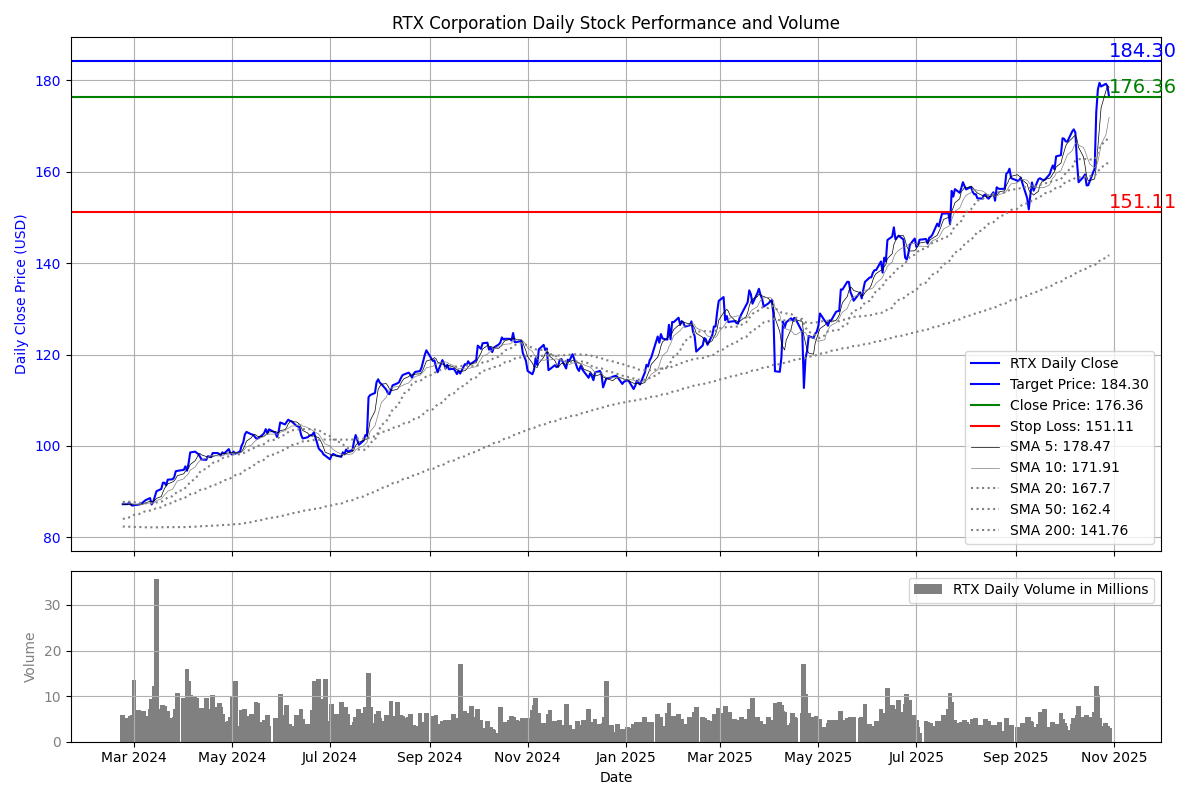 RTX Corporation Daily Stock Performance and Volume
184.30
180
176.36
160
151.11
140
120
100
80
Daily Close Price (USD)
RTX Daily Close
Target Price: 184.30
Close Price: 176.36
Stop Loss: 151.11
SMA 5: 178.47
SMA 10: 171.91
SMA 20: 167.7
SMA 50: 162.4
SMA 200: 141.76
RTX Daily Volume in Millions
30
20
10
0
Volume
Mar 2024 May 2024 Jul 2024 Sep 2024 Nov 2024 Jan 2025 Mar 2025 May 2025 Jul 2025 Sep 2025 Nov 2025
Date